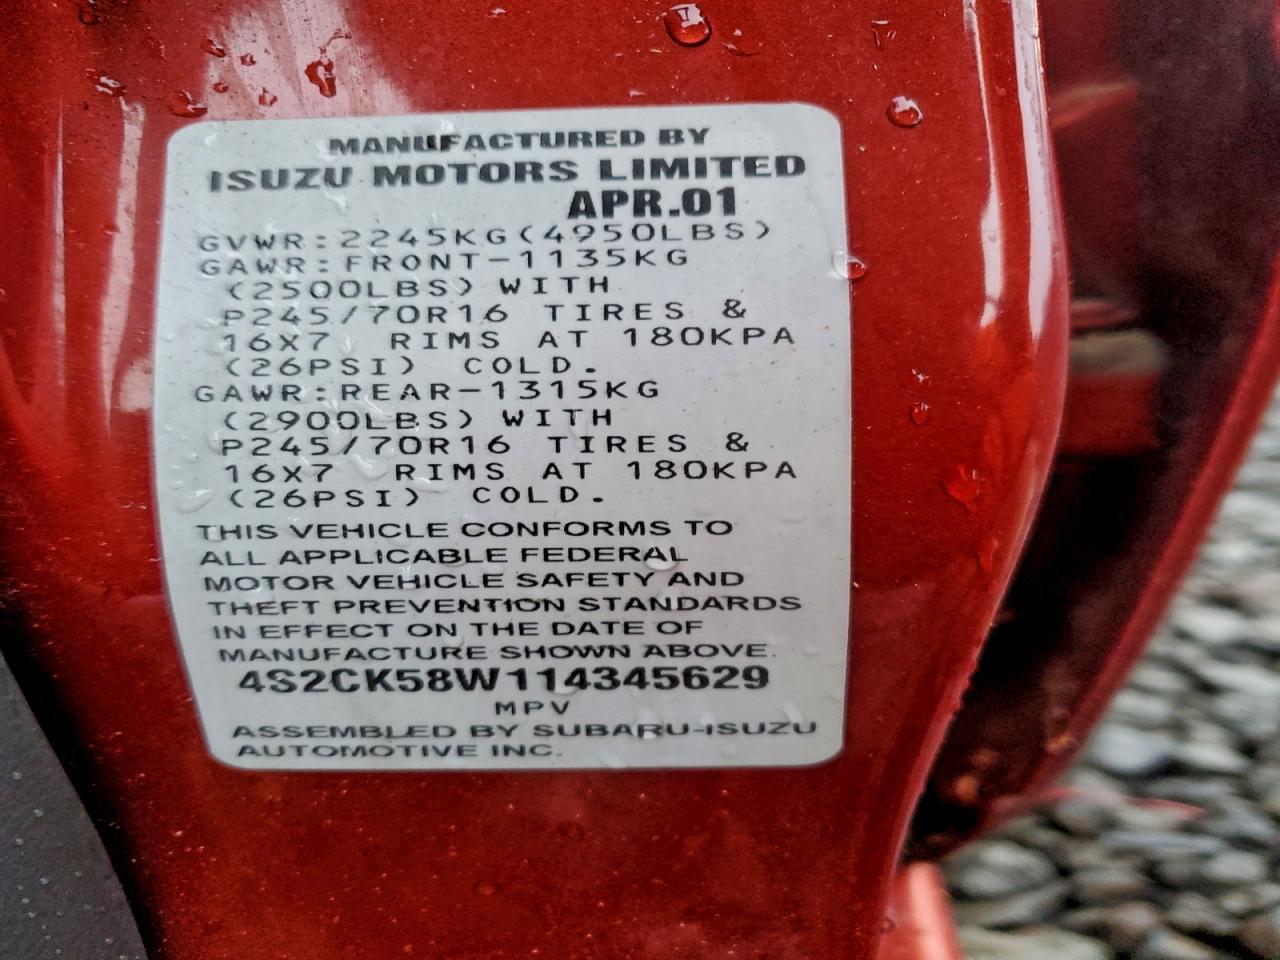 MANUFACTURED BY
ISUZU MOTORS LIMITED
APR.01
GVWR:2245KG(4950LBS)
GAWR:FRONT-1135KG
(2500LBS) WITH
P245/70R16 TIRES &
16X7 RIMS AT 180KPA
(26PSI) COLD.
GAWR:REAR-1315KG
(2900LBS) WITH
P245/70R16 TIRES &
16X7 RIMS AT 180KPA
(26PSI) COLD.
THIS VEHICLE CONFORMS TO
ALL APPLICABLE FEDERAL
MOTOR VEHICLE SAFETY AND
THEFT PREVENTION STANDARDS
IN EFFECT ON THE DATE OF
MANUFACTURE SHOWN ABOVE.
4S2CK58W114345629
MPV
ASSEMBLED BY SUBARU-ISUZU
AUTOMOTIVE INC.